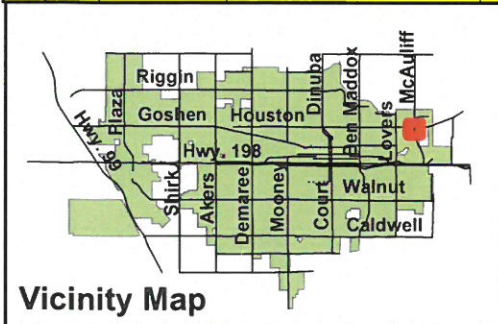 McAuliff
Dinuba
Riggin
Ben Maddox
Plaza
Goshen
Houston
Lovers
Hwy. 99
Hwy. 198
Shirk
Akers
Demaree
Mooney
Court
Walnut
Caldwell
Vicinity Map